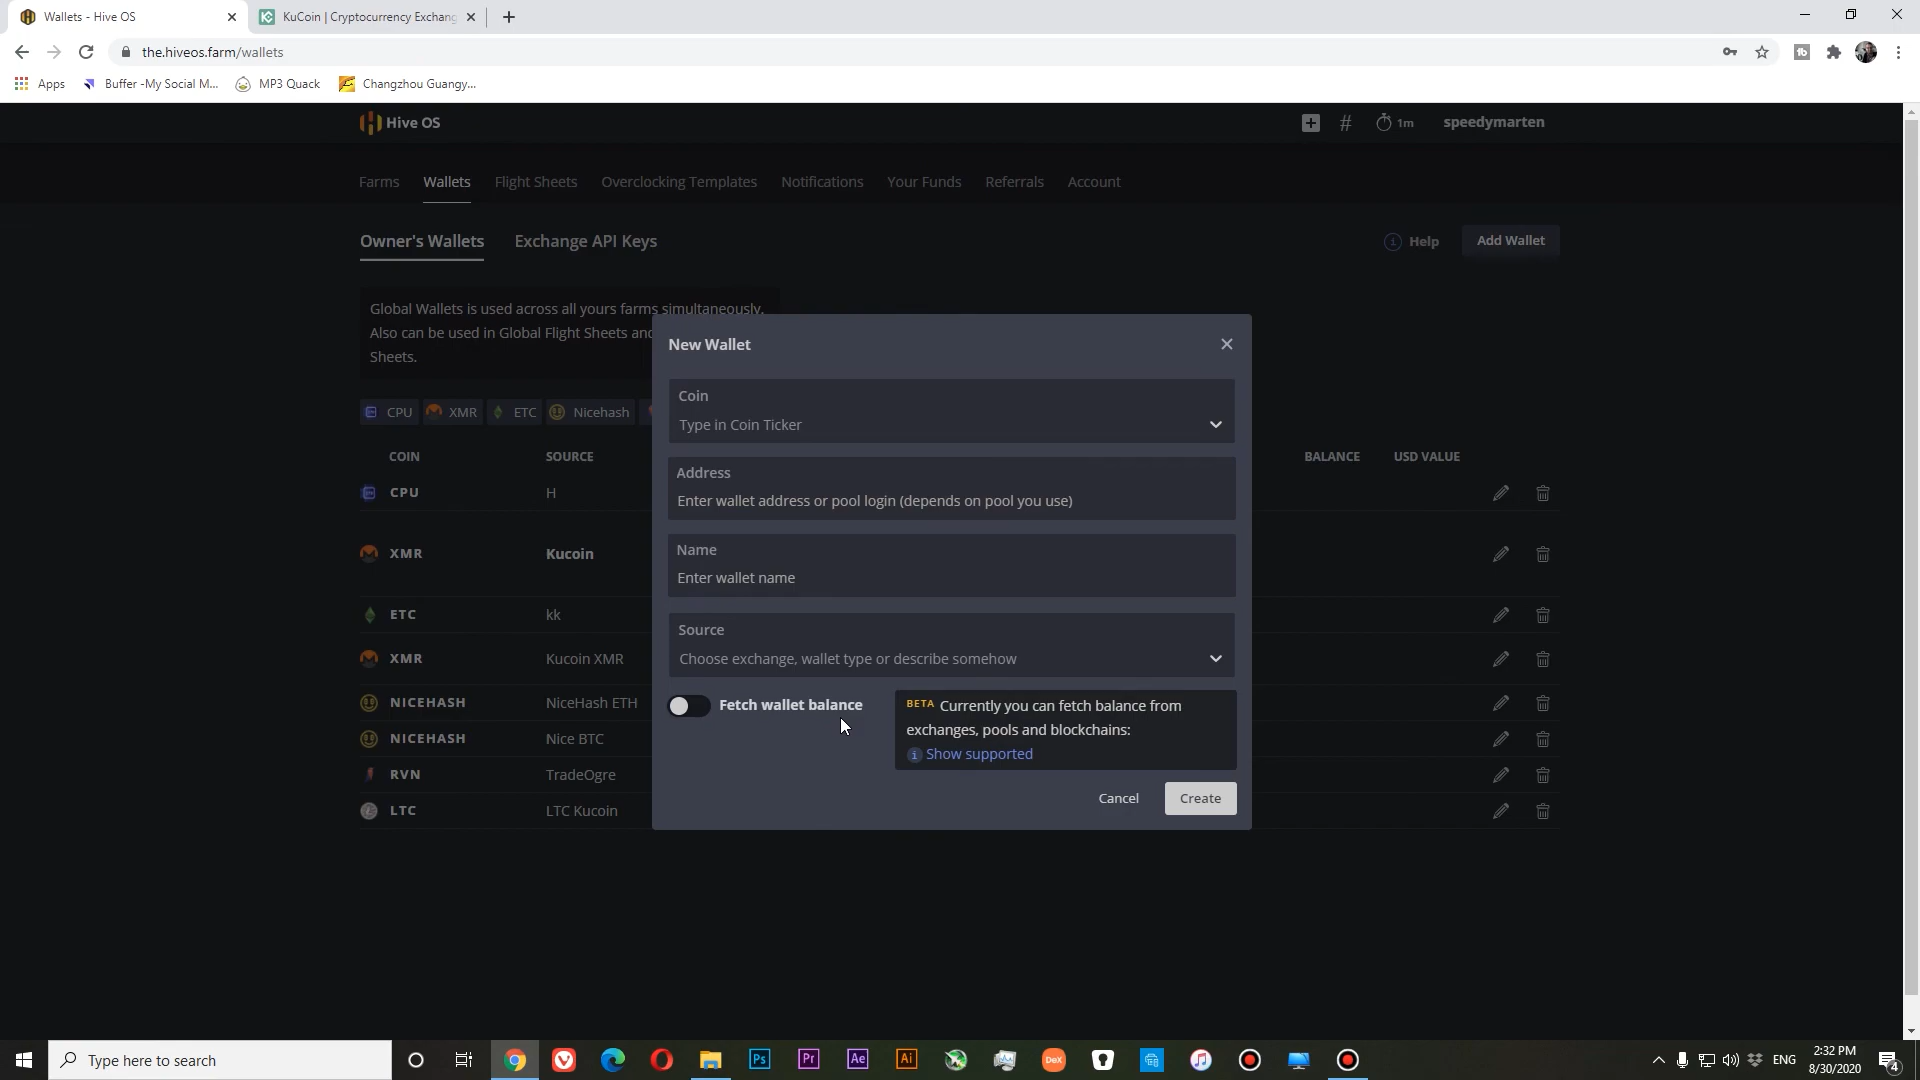 Wallets - Hive OS
KuCoin | Cryptocurrency Exchang
the.hiveos.farm/wallets
Apps
Buffer -My Social M...
MP3 Quack
Changzhou Guangy...
Hive OS
1m
speedymarten
Farms
Wallets
Flight Sheets
Overclocking Templates
Notifications
Your Funds
Referrals
Account
Owner's Wallets
Exchange API Keys
Help
Add Wallet
Global Wallets is used across all yours farms simultaneously.
Also can be used in Global Flight Sheets and
Sheets.
CPU
XMR
ETC
Nicehash
COIN
SOURCE
BALANCE
USD VALUE
CPU
H
XMR
Kucoin
ETC
kk
XMR
Kucoin XMR
NICEHASH
NiceHash ETH
NICEHASH
Nice BTC
RVN
TradeOgre
LTC
LTC Kucoin
New Wallet
Coin
Type in Coin Ticker
Address
Enter wallet address or pool login (depends on pool you use)
Name
Enter wallet name
Source
Choose exchange, wallet type or describe somehow
Fetch wallet balance
BETA Currently you can fetch balance from
exchanges, pools and blockchains:
Show supported
Cancel
Create
Type here to search
Ps
Pr
Ae
Ai
DeX
ENG
2:32 PM
8/30/2020
4